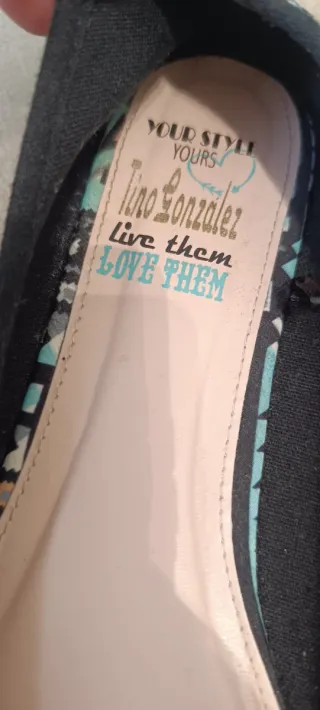 YOUR STYLE
YOURS
Tino Gonzalez
live them
LOVE THEM